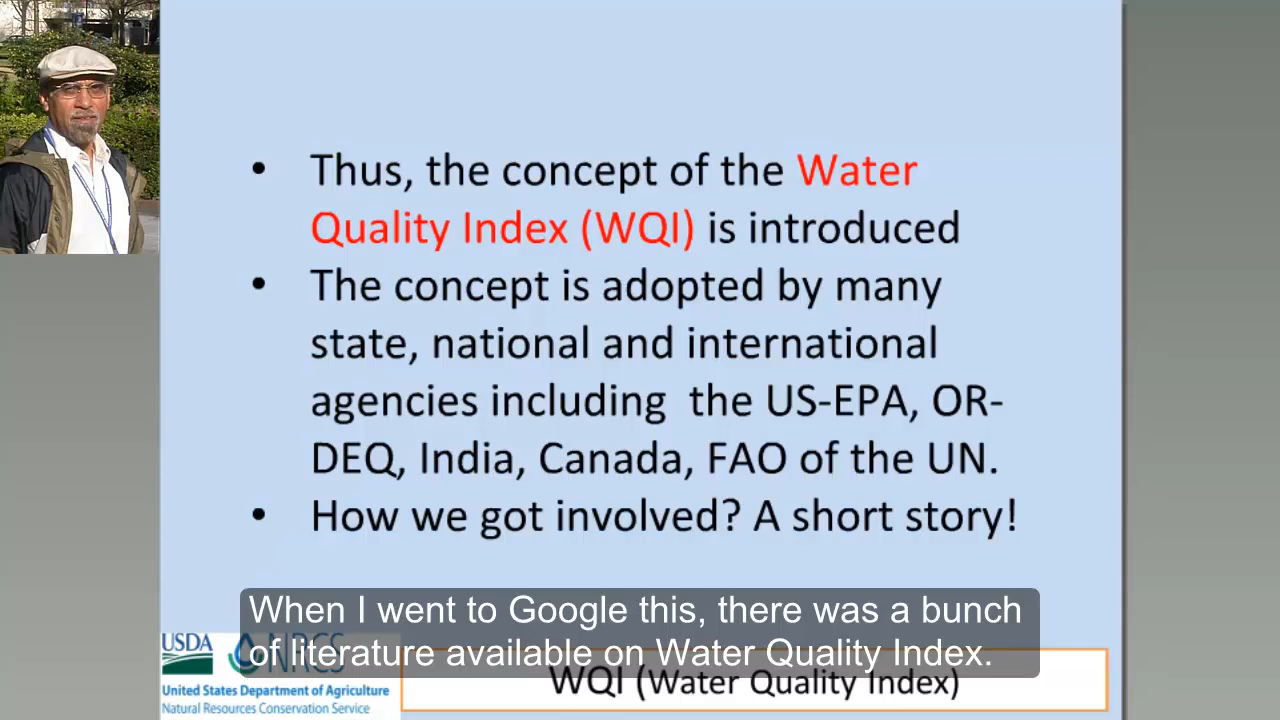 • Thus, the concept of the Water
Quality Index (WQI) is introduced
• The concept is adopted by many
state, national and international
agencies including the US-EPA, OR-
DEQ, India, Canada, FAO of the UN.
• How we got involved? A short story!
When I went to Google this, there was a bunch
of literature available on Water Quality Index.
USDA NRCS
United States Department of Agriculture
Natural Resources Conservation Service
WQI (Water Quality Index)